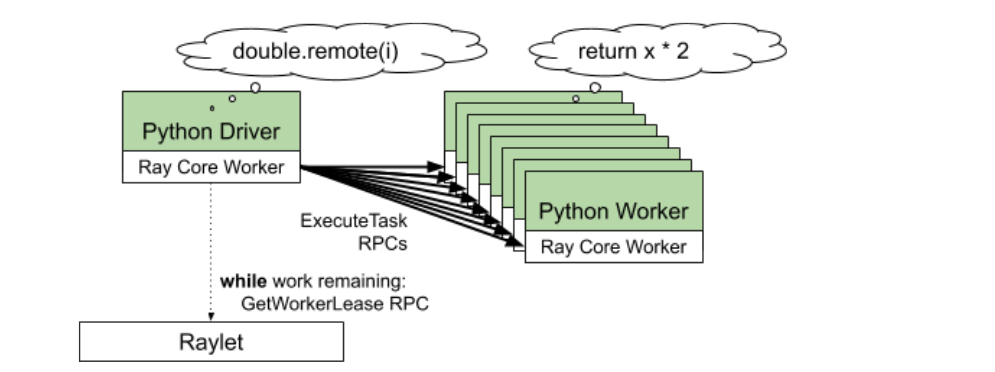 double.remote(i)
return x * 2
Python Driver
Ray Core Worker
ExecuteTask
RPCs
Python Worker
Ray Core Worker
while work remaining:
GetWorkerLease RPC
Raylet